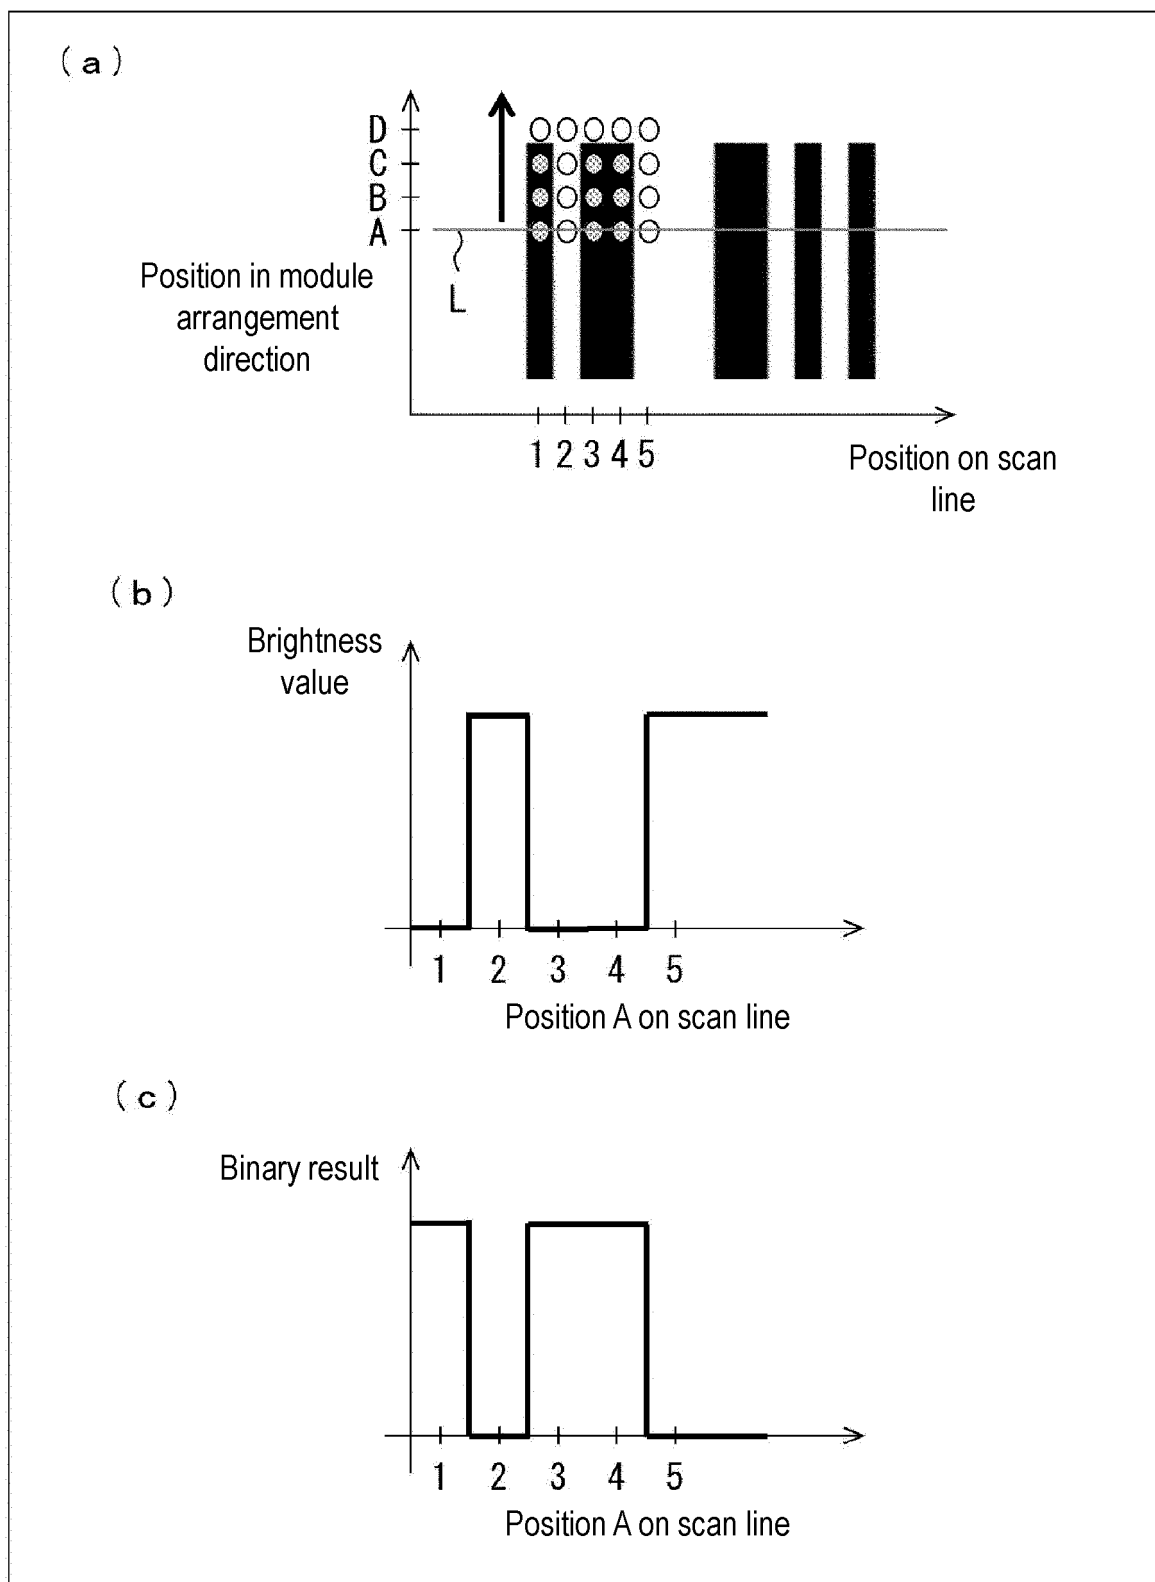 (a)
D
C
B
A
Position in module
arrangement
direction
L
1 2 3 4 5
Position on scan
line
(b)
Brightness
value
1 2 3 4 5
Position A on scan line
(c)
Binary result
1 2 3 4 5
Position A on scan line